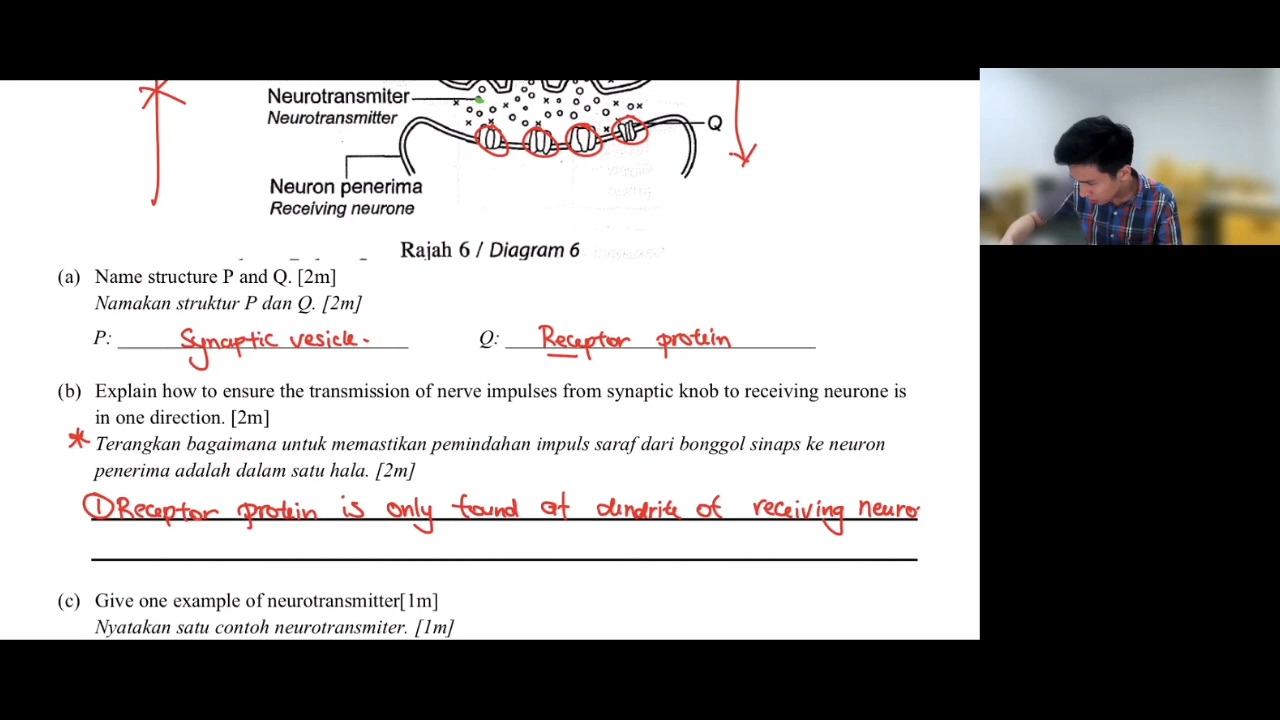 Neurotransmiter
Neurotransmitter
Q
Neuron penerima
Receiving neurone
Rajah 6 / Diagram 6
(a) Name structure P and Q. [2m]
Namakan struktur P dan Q. [2m]
P: Synaptic vesicle. Q: Receptor protein
(b) Explain how to ensure the transmission of nerve impulses from synaptic knob to receiving neurone is
in one direction. [2m]
* Terangkan bagaimana untuk memastikan pemindahan impuls saraf dari bonggol sinaps ke neuron
penerima adalah dalam satu hala. [2m]
① Receptor protein is only found at dendrite of receiving neuro
(c) Give one example of neurotransmitter[1m]
Nyatakan satu contoh neurotransmiter. [1m]